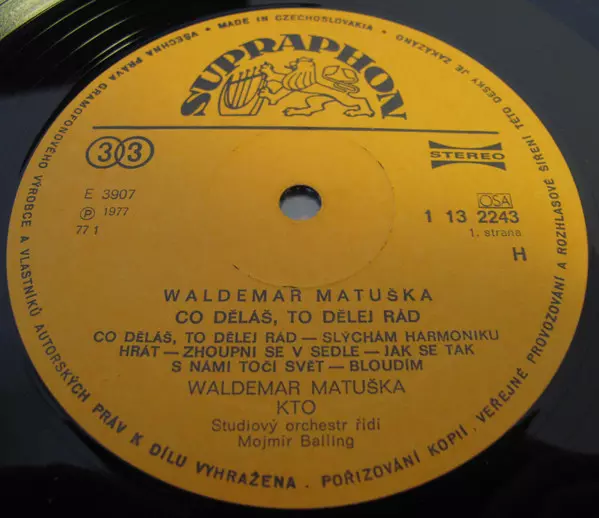 SUPRAPHON
VŠECHNA PRÁVA GRAMOFONOVÉHO VÝROBCE A VLASTNÍKŮ AUTORSKÝCH PRÁV K DÍLU VYHRAŽENA . POŘIZOVÁNÍ KOPIÍ . VEŘEJNÉ PROVOZOVÁNÍ A ROZHLASOVÉ ŠÍŘENÍ TÉTO DESKY JE ZAKÁZÁNO
• MADE IN CZECHOSLOVAKIA •
33
STEREO
E 3907
Ⓟ 1977
77 1
OSA
1 13 2243
1. strana
H
WALDEMAR MATUŠKA
CO DĚLÁŠ, TO DĚLEJ RÁD
CO DĚLÁŠ, TO DĚLEJ RÁD — SLÝCHÁM HARMONIKU
HRÁT — ZHOUPNI SE V SEDLE — JAK SE TAK
S NÁMI TOČÍ SVĚT — BLOUDÍM
WALDEMAR MATUŠKA
KTO
Studiový orchestr řídí
Mojmír Balling